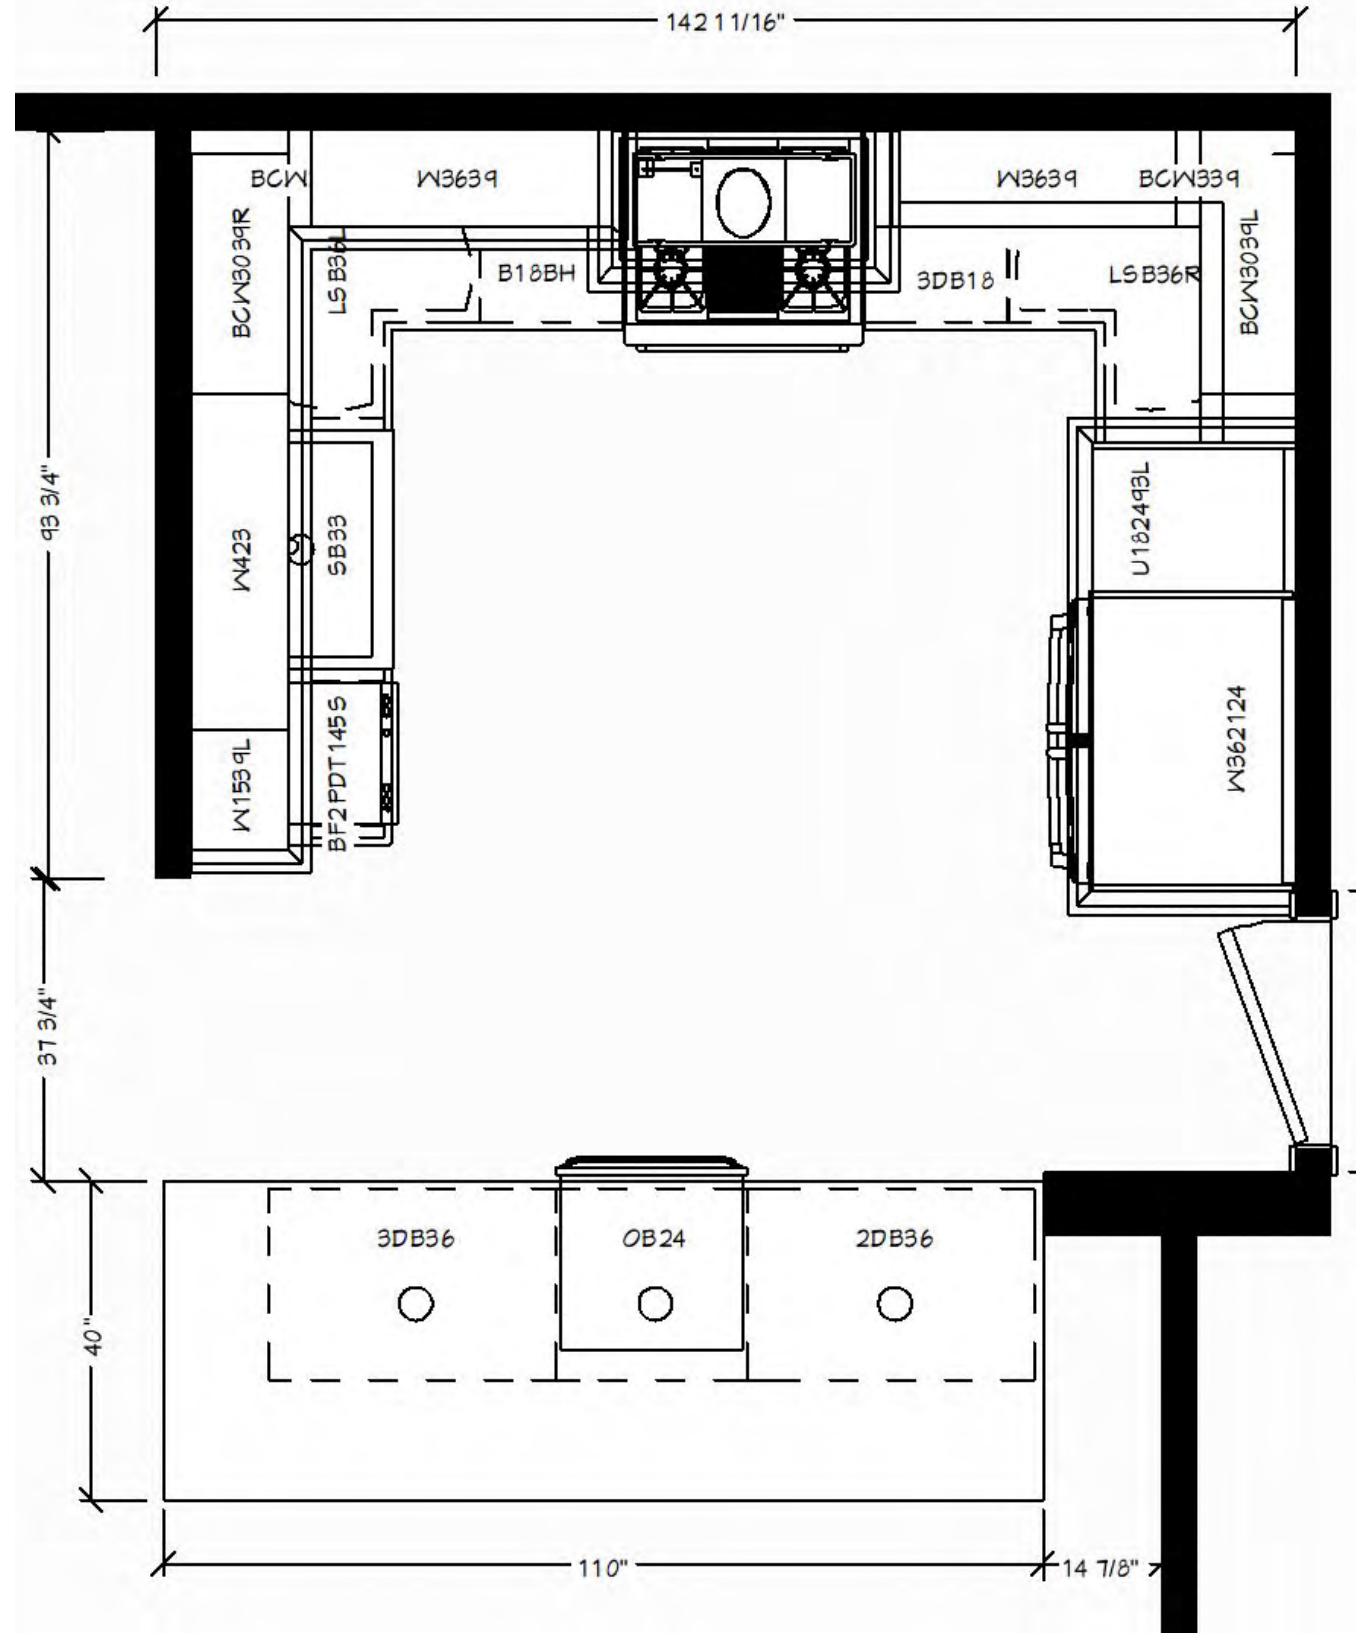 142 11/16"
BCW
W3639
W3639
BCW339
BCW3039R
LSB36L
B18BH
3DB18
LSB36R
BCW3039L
93 3/4"
W423
SB33
U182493L
W1539L
BF2PDT145S
W362124
37 3/4"
3DB36
OB24
2DB36
40"
110"
14 7/8"